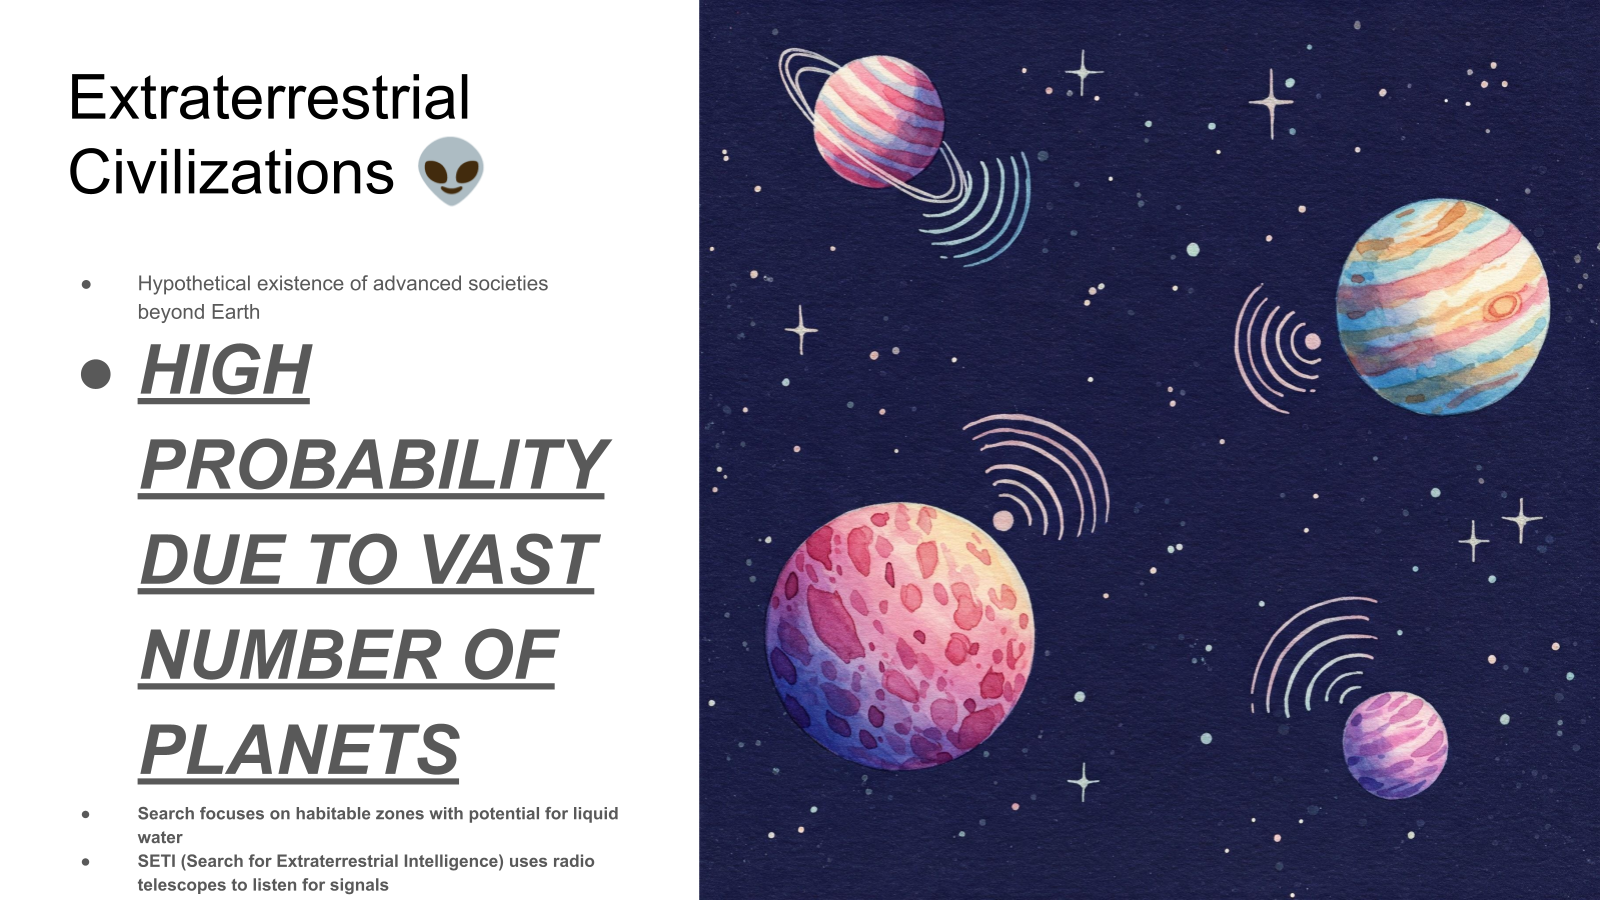 Extraterrestrial
Civilizations 👽
● Hypothetical existence of advanced societies
beyond Earth
● HIGH
PROBABILITY
DUE TO VAST
NUMBER OF
PLANETS
● Search focuses on habitable zones with potential for liquid
water
● SETI (Search for Extraterrestrial Intelligence) uses radio
telescopes to listen for signals